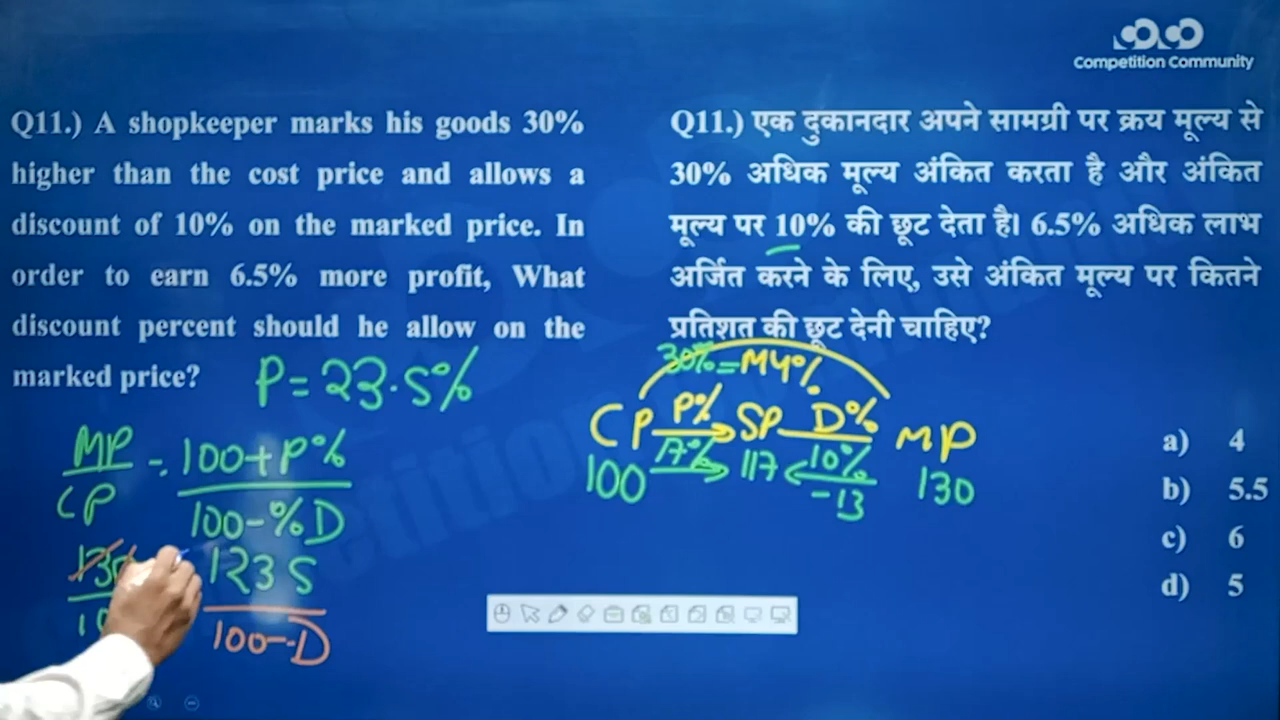 Competition Community
Q11.) A shopkeeper marks his goods 30%
higher than the cost price and allows a
discount of 10% on the marked price. In
order to earn 6.5% more profit, What
discount percent should he allow on the
marked price?
P = 23.5%
MP
CP
100+P%
100-%D
130
10
123 5
100-D
Q11.) एक दुकानदार अपने सामग्री पर क्रय मूल्य से
30% अधिक मूल्य अंकित करता है और अंकित
मूल्य पर 10% की छूट देता है। 6.5% अधिक लाभ
अर्जित करने के लिए, उसे अंकित मूल्य पर कितने
प्रतिशत की छूट देनी चाहिए?
30% = MU%
CP P% SP D% MP
100 17% 117 10% 130
-13
a) 4
b) 5.5
c) 6
d) 5